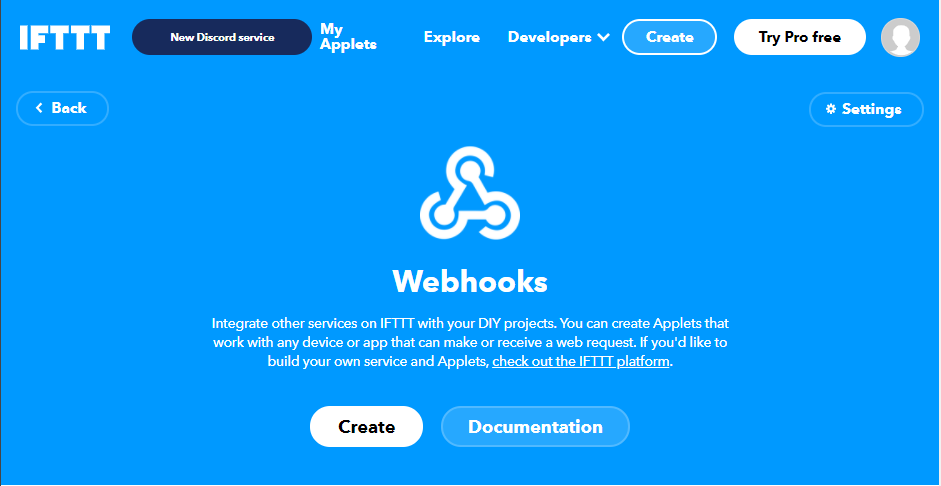 IFTTT
New Discord service
My
Applets
Explore
Developers
Create
Try Pro free
Back
Settings
Webhooks
Integrate other services on IFTTT with your DIY projects. You can create Applets that
work with any device or app that can make or receive a web request. If you'd like to
build your own service and Applets, check out the IFTTT platform.
Create
Documentation